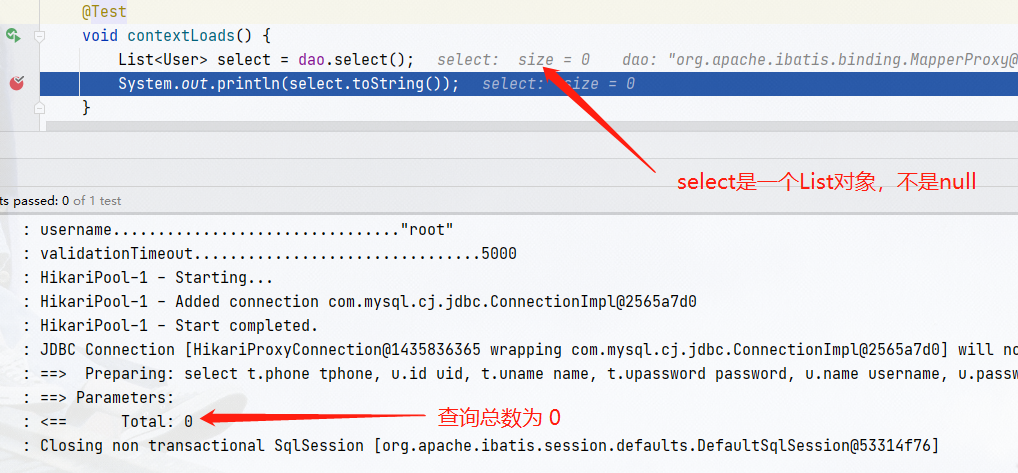 @Test
void contextLoads() {
List<User> select = dao.select(); select: size = 0 dao: "org.apache.ibatis.binding.MapperProxy@
System.out.println(select.toString()); select: size = 0
}
select是一个List对象，不是null
ts passed: 0 of 1 test
: username................................"root"
: validationTimeout................................5000
: HikariPool-1 - Starting...
: HikariPool-1 - Added connection com.mysql.cj.jdbc.ConnectionImpl@2565a7d0
: HikariPool-1 - Start completed.
: JDBC Connection [HikariProxyConnection@1435836365 wrapping com.mysql.cj.jdbc.ConnectionImpl@2565a7d0] will no
: ==> Preparing: select t.phone tphone, u.id uid, t.uname name, t.upassword password, u.name username, u.passw
: ==> Parameters:
: <== Total: 0
查询总数为 0
: Closing non transactional SqlSession [org.apache.ibatis.session.defaults.DefaultSqlSession@53314f76]